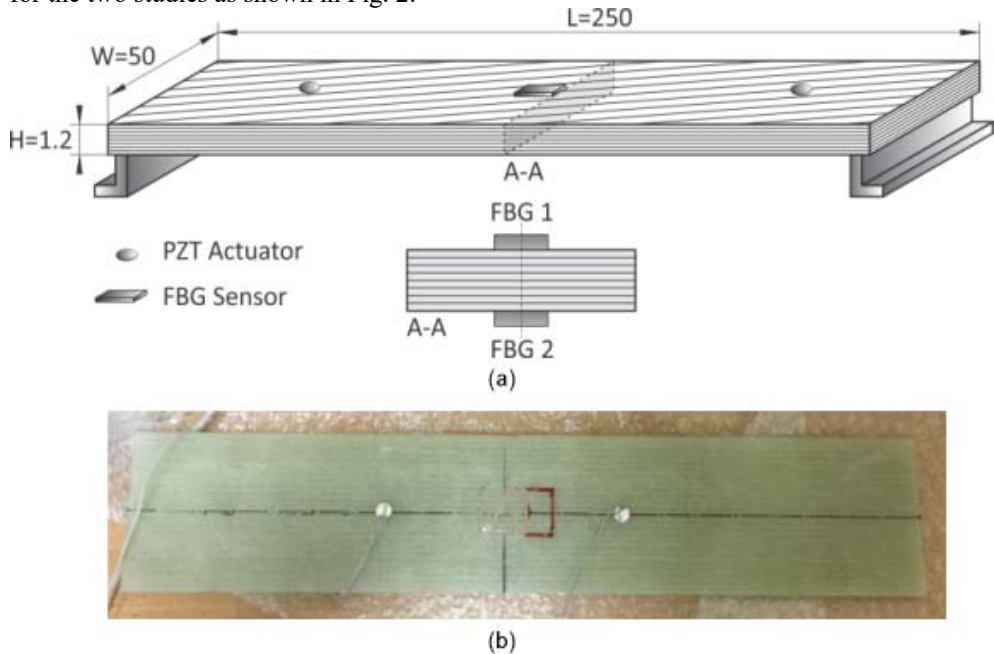 for the two studies as shown in Fig. 2.
L=250
W=50
H=1.2
A-A
FBG 1
PZT Actuator
FBG Sensor
A-A
FBG 2
(a)
(b)